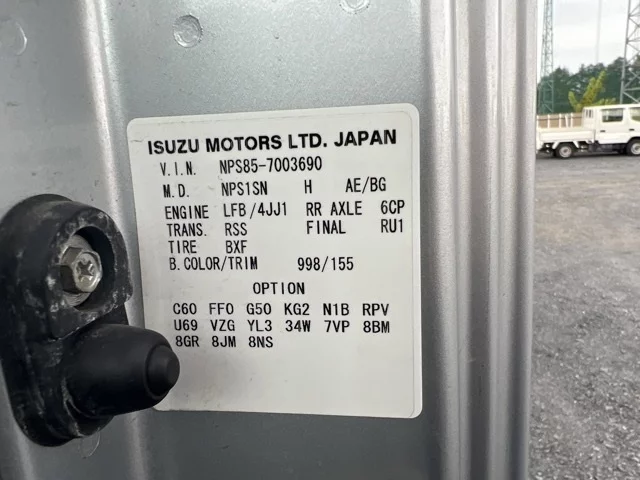 ISUZU MOTORS LTD. JAPAN
V.I.N. NPS85-7003690
M.D. NPS1SN H AE/BG
ENGINE LFB/4JJ1 RR AXLE 6CP
TRANS. RSS FINAL RU1
TIRE BXF
B.COLOR/TRIM 998/155
OPTION
C60 FF0 G50 KG2 N1B RPV
U69 VZG YL3 34W 7VP 8BM
8GR 8JM 8NS